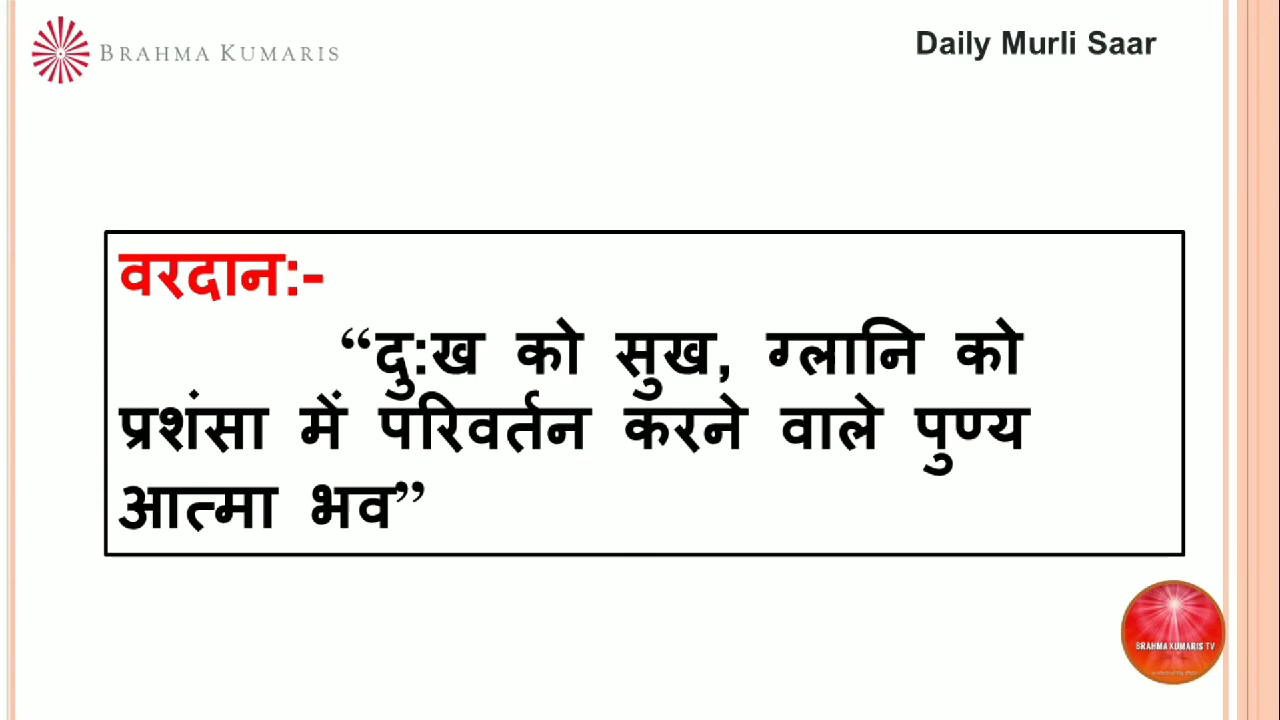 BRAHMA KUMARIS
Daily Murli Saar
वरदान:-
“दु:ख को सुख, ग्लानि को
प्रशंसा में परिवर्तन करने वाले पुण्य
आत्मा भव”
BRAHMA KUMARIS TV